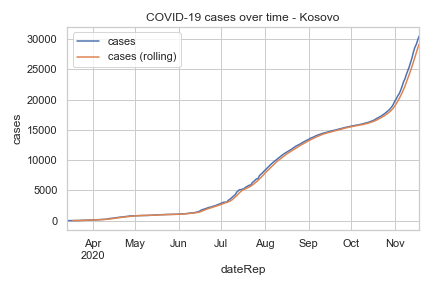 COVID-19 cases over time - Kosovo
cases
cases (rolling)
30000
25000
20000
15000
10000
5000
0
cases
Apr May Jun Jul Aug Sep Oct Nov
2020
dateRep